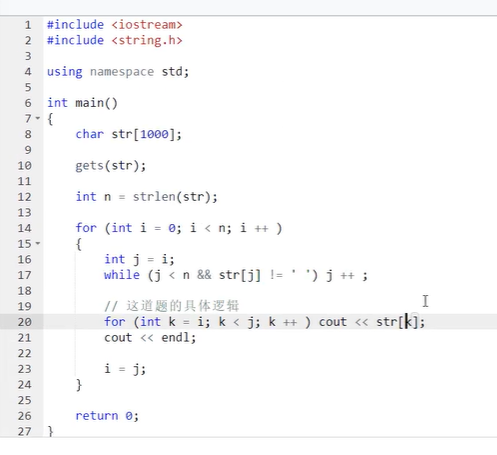 1 #include <iostream>
2 #include <string.h>
3
4 using namespace std;
5
6 int main()
7 {
8 char str[1000];
9
10 gets(str);
11
12 int n = strlen(str);
13
14 for (int i = 0; i < n; i ++ )
15 {
16 int j = i;
17 while (j < n && str[j] != ' ') j ++ ;
18
19 // 这道题的具体逻辑
20 for (int k = i; k < j; k ++ ) cout << str[k];
21 cout << endl;
22
23 i = j;
24 }
25
26 return 0;
27 }